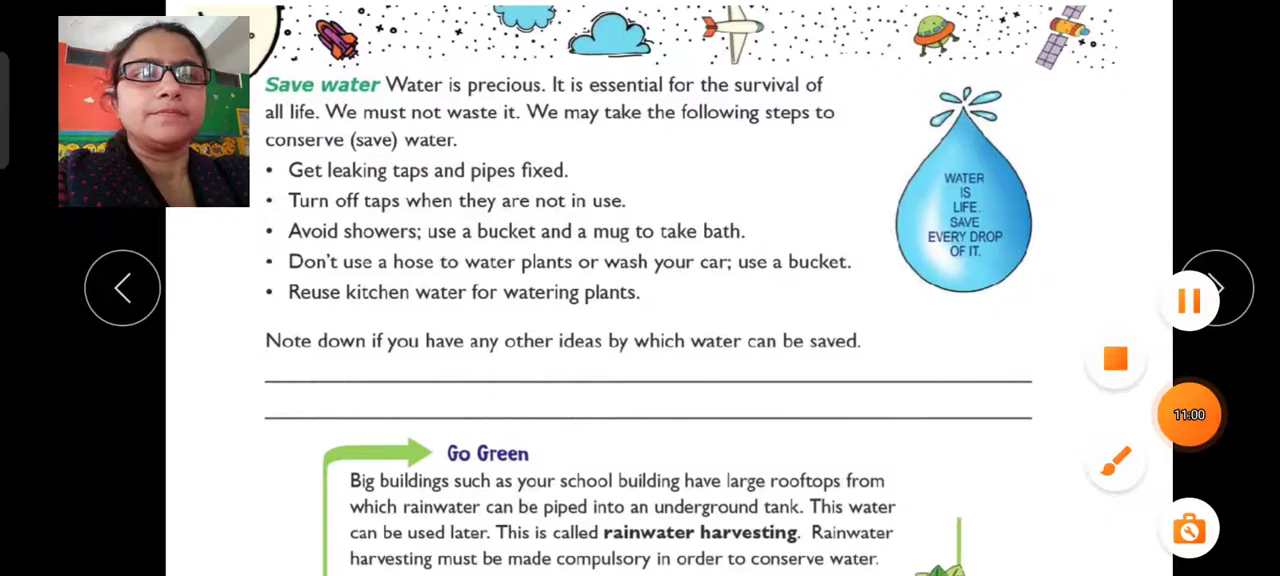 Save water Water is precious. It is essential for the survival of
all life. We must not waste it. We may take the following steps to
conserve (save) water.
• Get leaking taps and pipes fixed.
• Turn off taps when they are not in use.
• Avoid showers; use a bucket and a mug to take bath.
• Don't use a hose to water plants or wash your car; use a bucket.
• Reuse kitchen water for watering plants.
WATER
IS
LIFE.
SAVE
EVERY DROP
OF IT.
Note down if you have any other ideas by which water can be saved.
Go Green
Big buildings such as your school building have large rooftops from
which rainwater can be piped into an underground tank. This water
can be used later. This is called rainwater harvesting. Rainwater
harvesting must be made compulsory in order to conserve water.
11:00